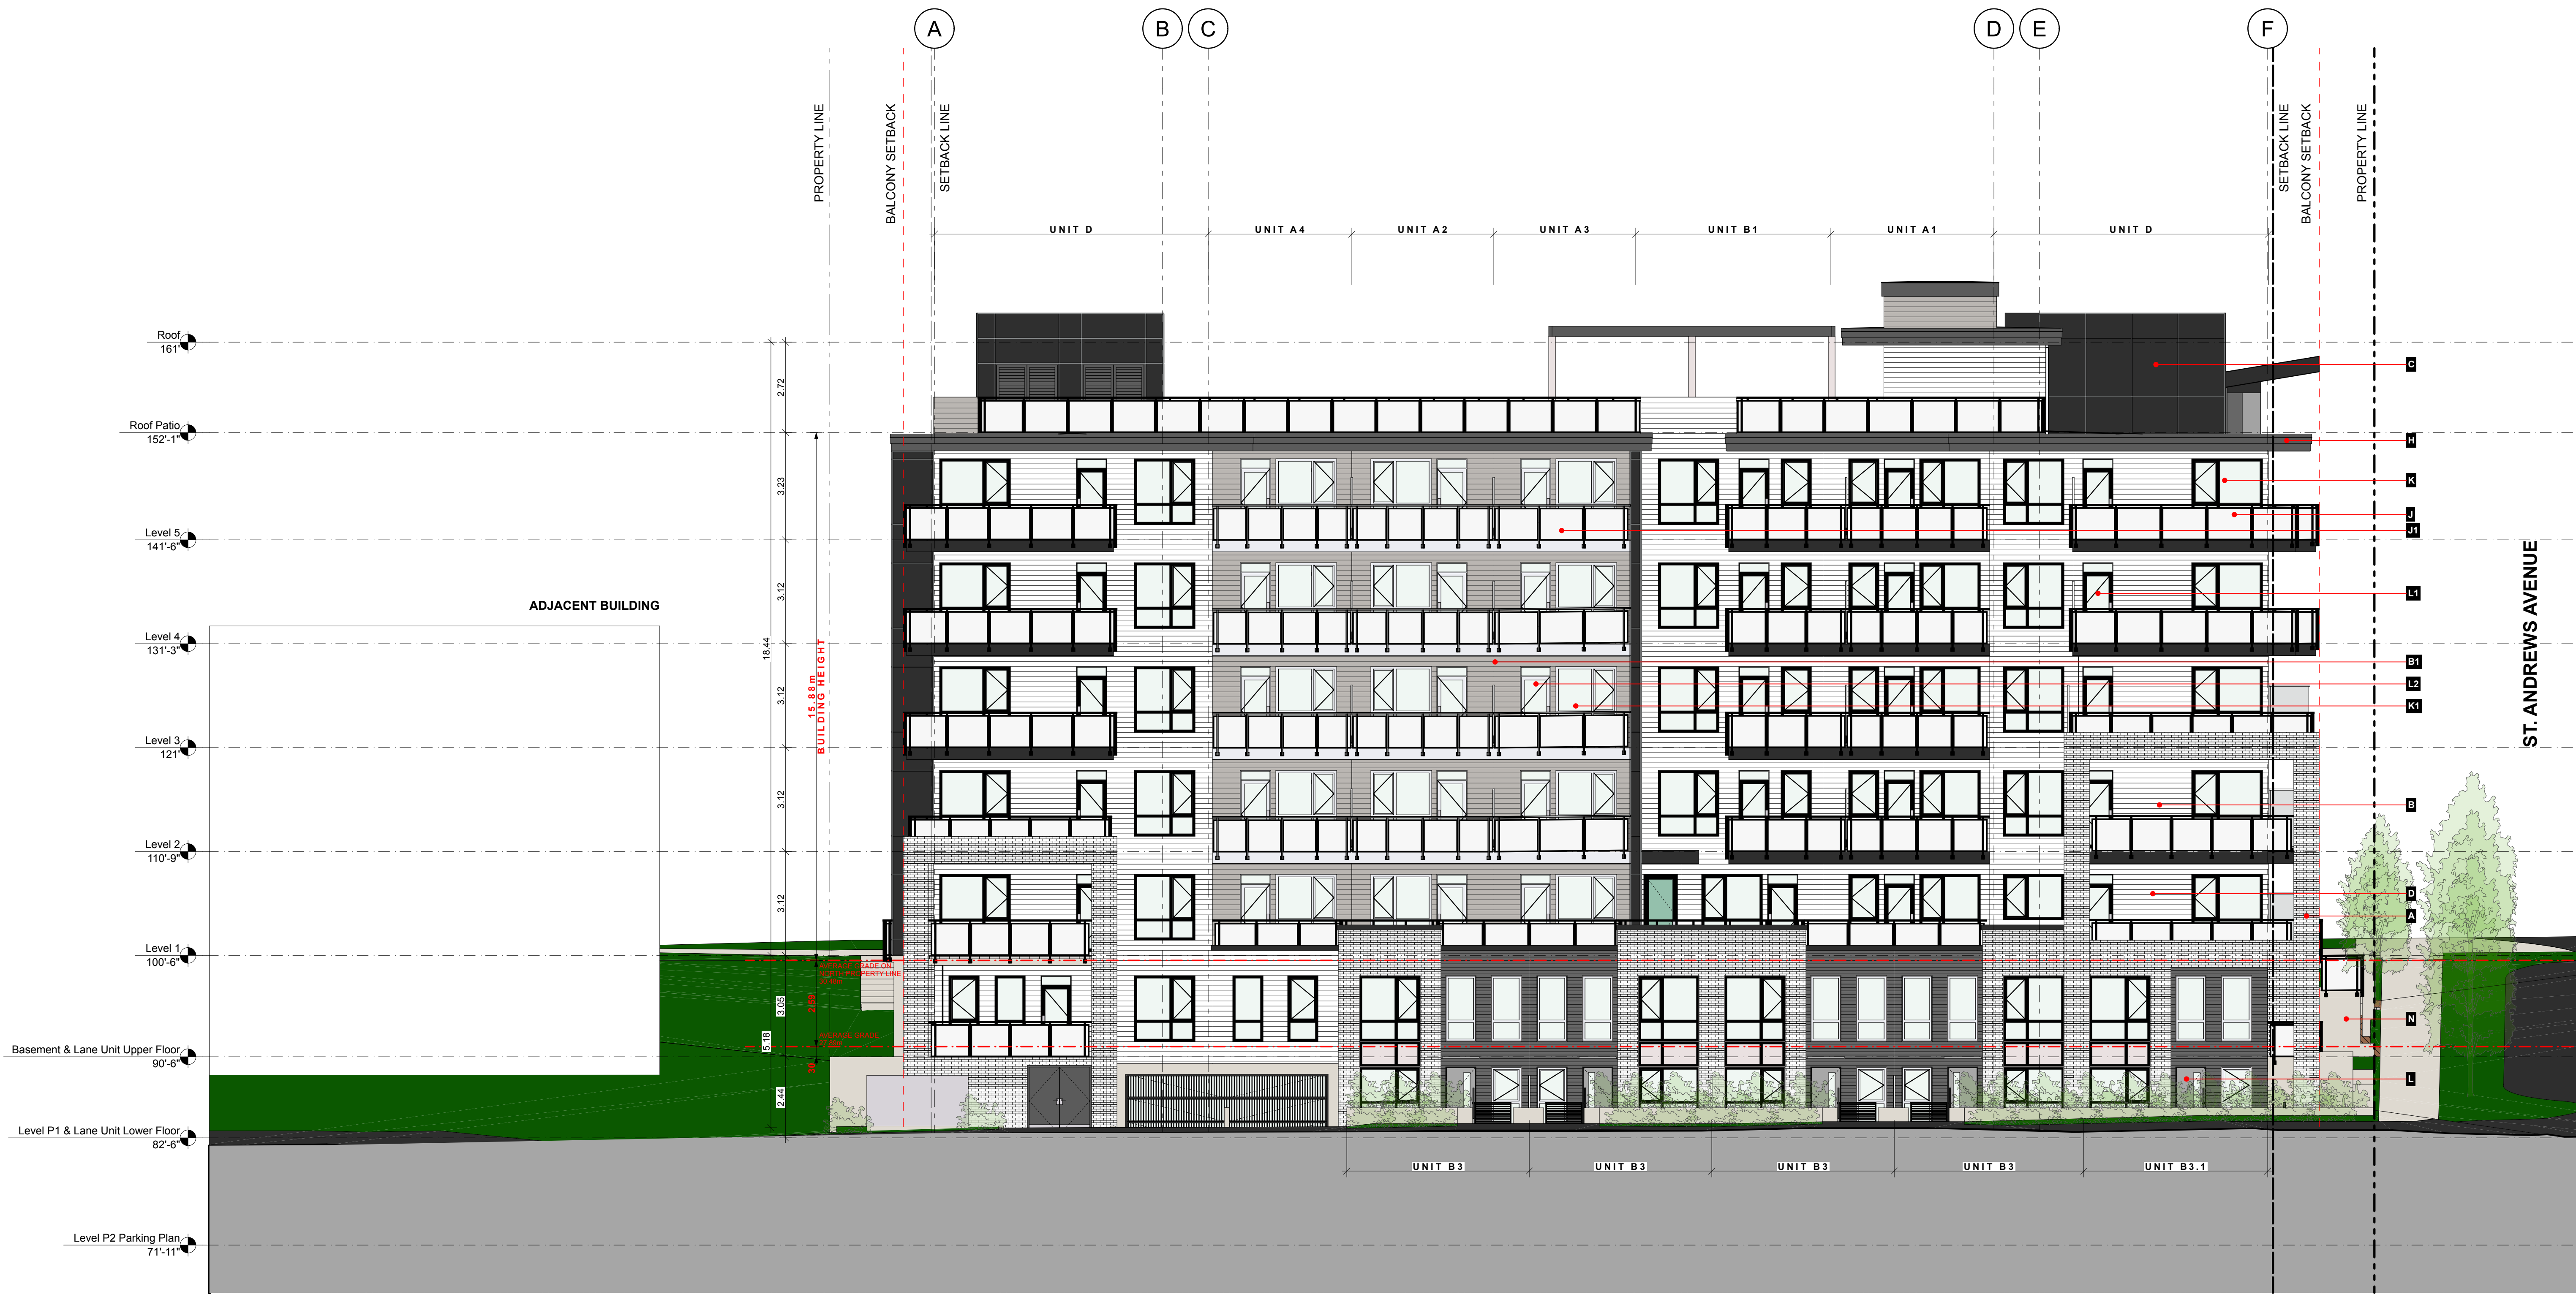 A
B
C
D
E
F
PROPERTY LINE
BALCONY SETBACK
SETBACK LINE
SETBACK LINE
BALCONY SETBACK
PROPERTY LINE
UNIT D
UNIT A4
UNIT A2
UNIT A3
UNIT B1
UNIT A1
UNIT D
Roof
161'
2.72
C
Roof Patio
152'-1"
H
3.23
K
J
J1
Level 5
141'-6"
3.12
L1
ADJACENT BUILDING
Level 4
131'-3"
18.44
15.88m
BUILDING HEIGHT
3.12
B1
L2
K1
ST. ANDREWS AVENUE
Level 3
121'
3.12
B
Level 2
110'-9"
3.12
D
A
Level 1
100'-6"
3.05
N
AVERAGE GRADE
5.18
Basement & Lane Unit Upper Floor
90'-6"
2.44
L
Level P1 & Lane Unit Lower Floor
82'-6"
UNIT B3
UNIT B3
UNIT B3
UNIT B3
UNIT B3.1
Level P2 Parking Plan
71'-11"